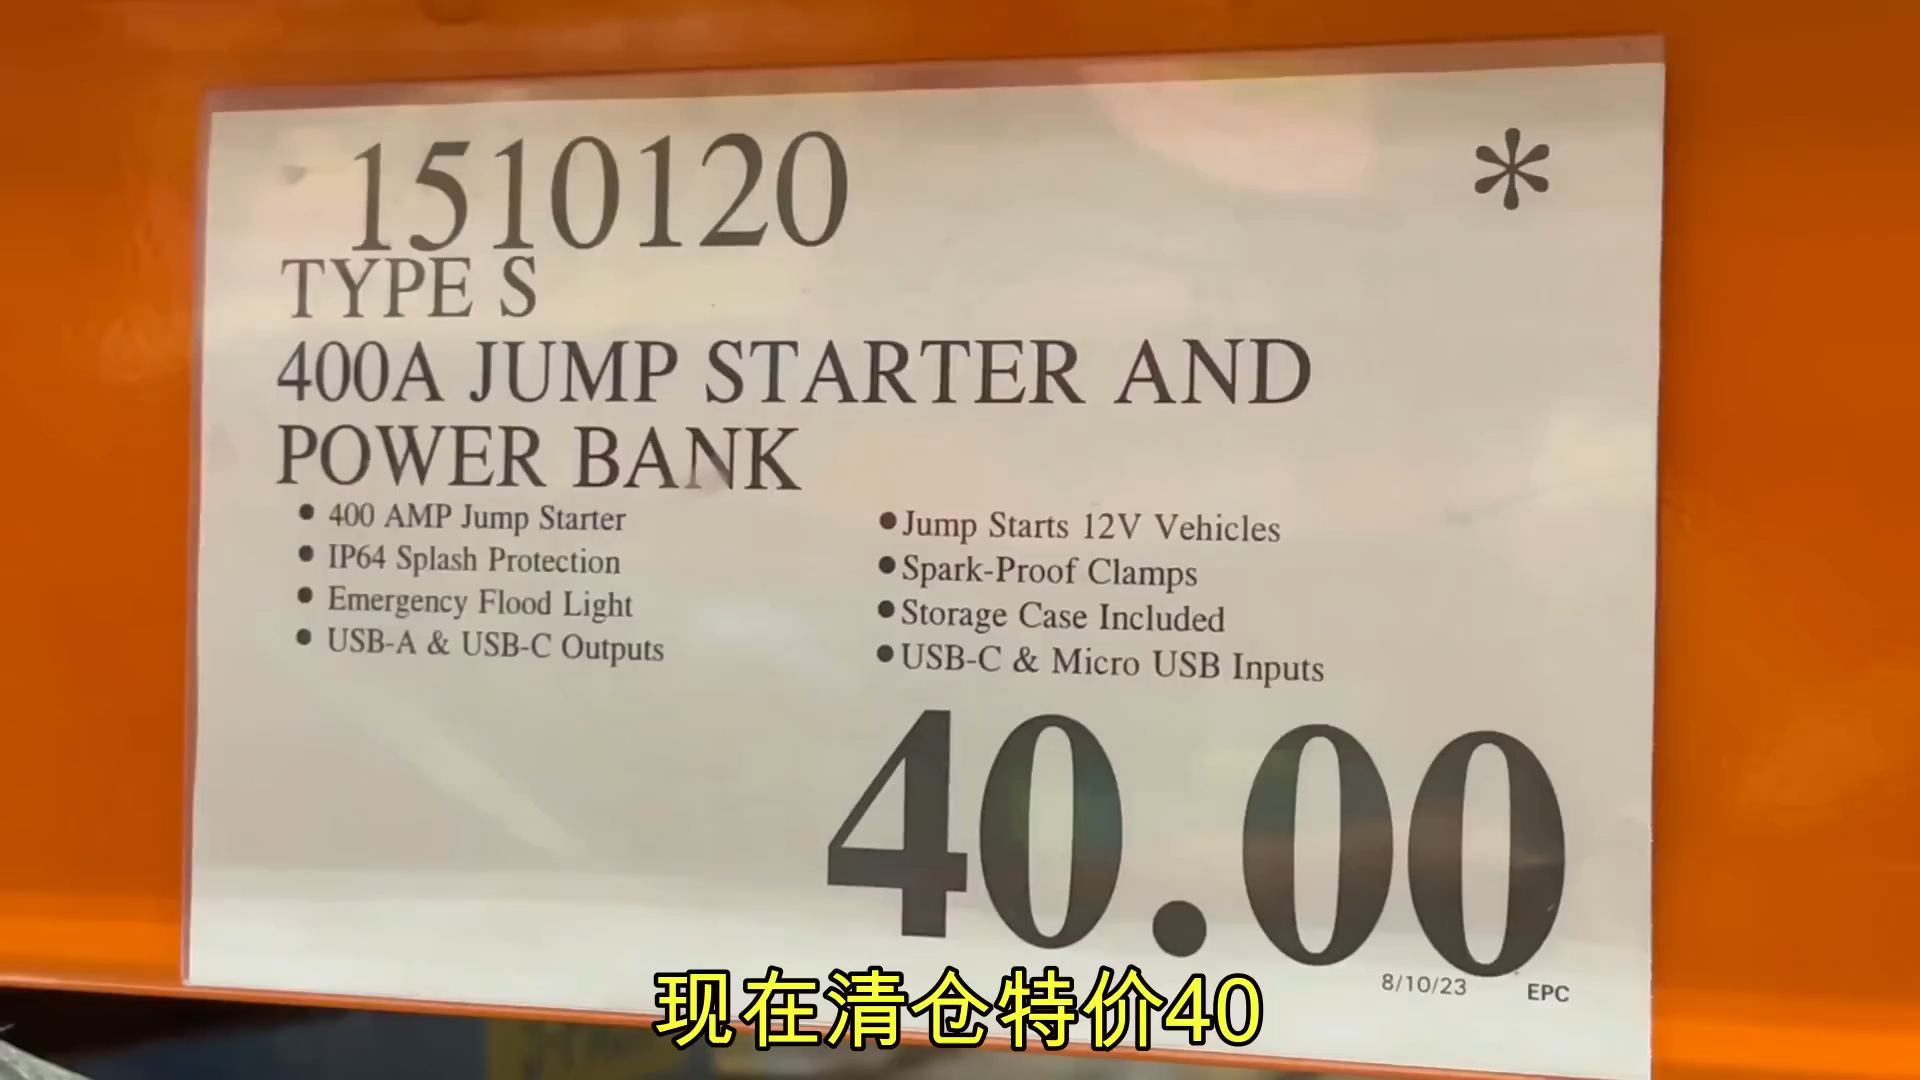 1510120
*
TYPE S
400A JUMP STARTER AND
POWER BANK
• 400 AMP Jump Starter
• IP64 Splash Protection
• Emergency Flood Light
• USB-A & USB-C Outputs
• Jump Starts 12V Vehicles
• Spark-Proof Clamps
• Storage Case Included
• USB-C & Micro USB Inputs
40.00
8/10/23 EPC
现在清仓特价40